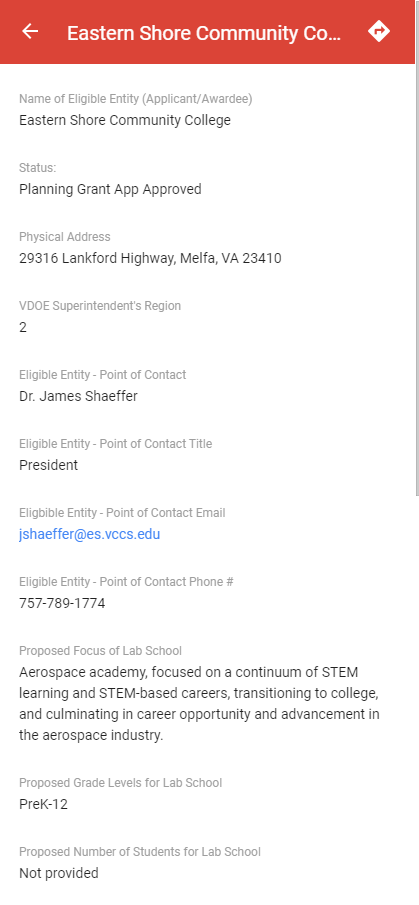 Eastern Shore Community Co...
Name of Eligible Entity (Applicant/Awardee)
Eastern Shore Community College
Status:
Planning Grant App Approved
Physical Address
29316 Lankford Highway, Melfa, VA 23410
VDOE Superintendent's Region
2
Eligible Entity - Point of Contact
Dr. James Shaeffer
Eligible Entity - Point of Contact Title
President
Eligbible Entity - Point of Contact Email
jshaeffer@es.vccs.edu
Eligible Entity - Point of Contact Phone #
757-789-1774
Proposed Focus of Lab School
Aerospace academy, focused on a continuum of STEM
learning and STEM-based careers, transitioning to college,
and culminating in career opportunity and advancement in
the aerospace industry.
Proposed Grade Levels for Lab School
PreK-12
Proposed Number of Students for Lab School
Not provided